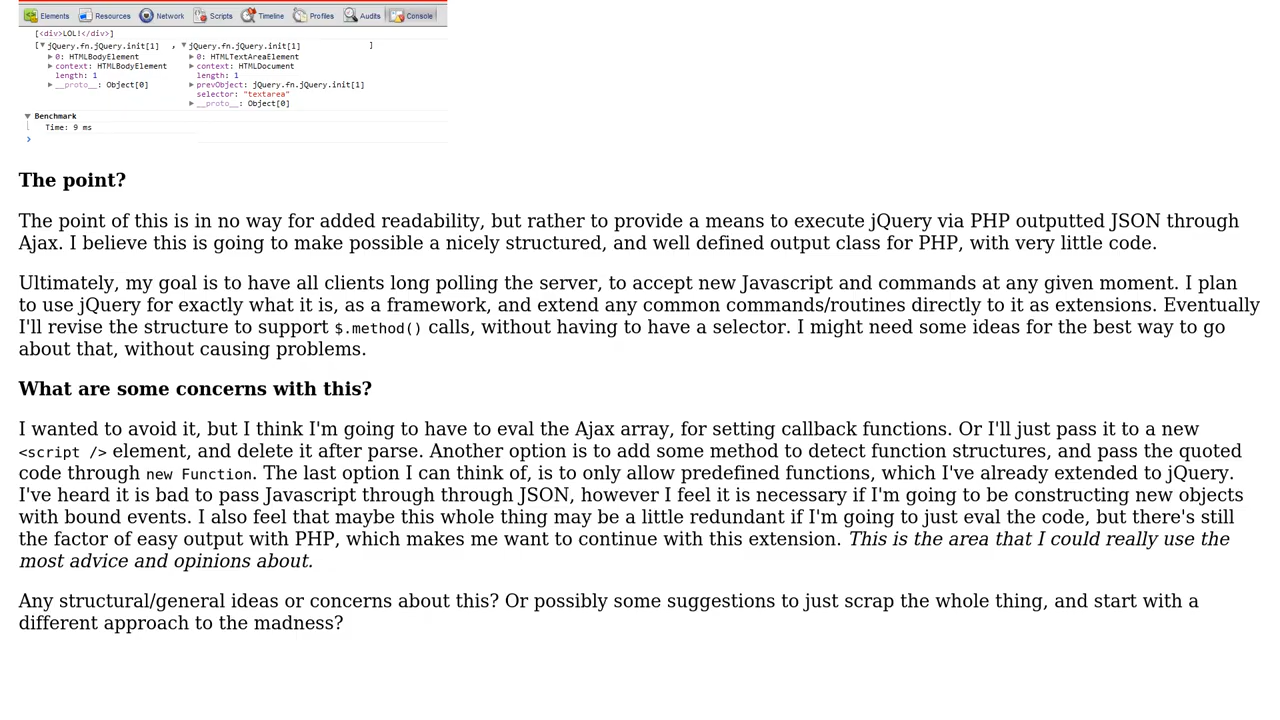 Elements Resources Network Scripts Timeline Profiles Audits Console
[<div>LOL!</div>]
[▼jQuery.fn.jQuery.init[1] , ▼jQuery.fn.jQuery.init[1] ]
▶0: HTMLBodyElement ▶0: HTMLTextAreaElement
▶context: HTMLBodyElement ▶context: HTMLDocument
length: 1 length: 1
▶__proto__: Object[0] ▶prevObject: jQuery.fn.jQuery.init[1]
selector: "textarea"
▶__proto__: Object[0]
▼ Benchmark
Time: 9 ms
>
The point?
The point of this is in no way for added readability, but rather to provide a means to execute jQuery via PHP outputted JSON through
Ajax. I believe this is going to make possible a nicely structured, and well defined output class for PHP, with very little code.
Ultimately, my goal is to have all clients long polling the server, to accept new Javascript and commands at any given moment. I plan
to use jQuery for exactly what it is, as a framework, and extend any common commands/routines directly to it as extensions. Eventually
I'll revise the structure to support $.method() calls, without having to have a selector. I might need some ideas for the best way to go
about that, without causing problems.
What are some concerns with this?
I wanted to avoid it, but I think I'm going to have to eval the Ajax array, for setting callback functions. Or I'll just pass it to a new
<script /> element, and delete it after parse. Another option is to add some method to detect function structures, and pass the quoted
code through new Function. The last option I can think of, is to only allow predefined functions, which I've already extended to jQuery.
I've heard it is bad to pass Javascript through through JSON, however I feel it is necessary if I'm going to be constructing new objects
with bound events. I also feel that maybe this whole thing may be a little redundant if I'm going to just eval the code, but there's still
the factor of easy output with PHP, which makes me want to continue with this extension. This is the area that I could really use the
most advice and opinions about.
Any structural/general ideas or concerns about this? Or possibly some suggestions to just scrap the whole thing, and start with a
different approach to the madness?